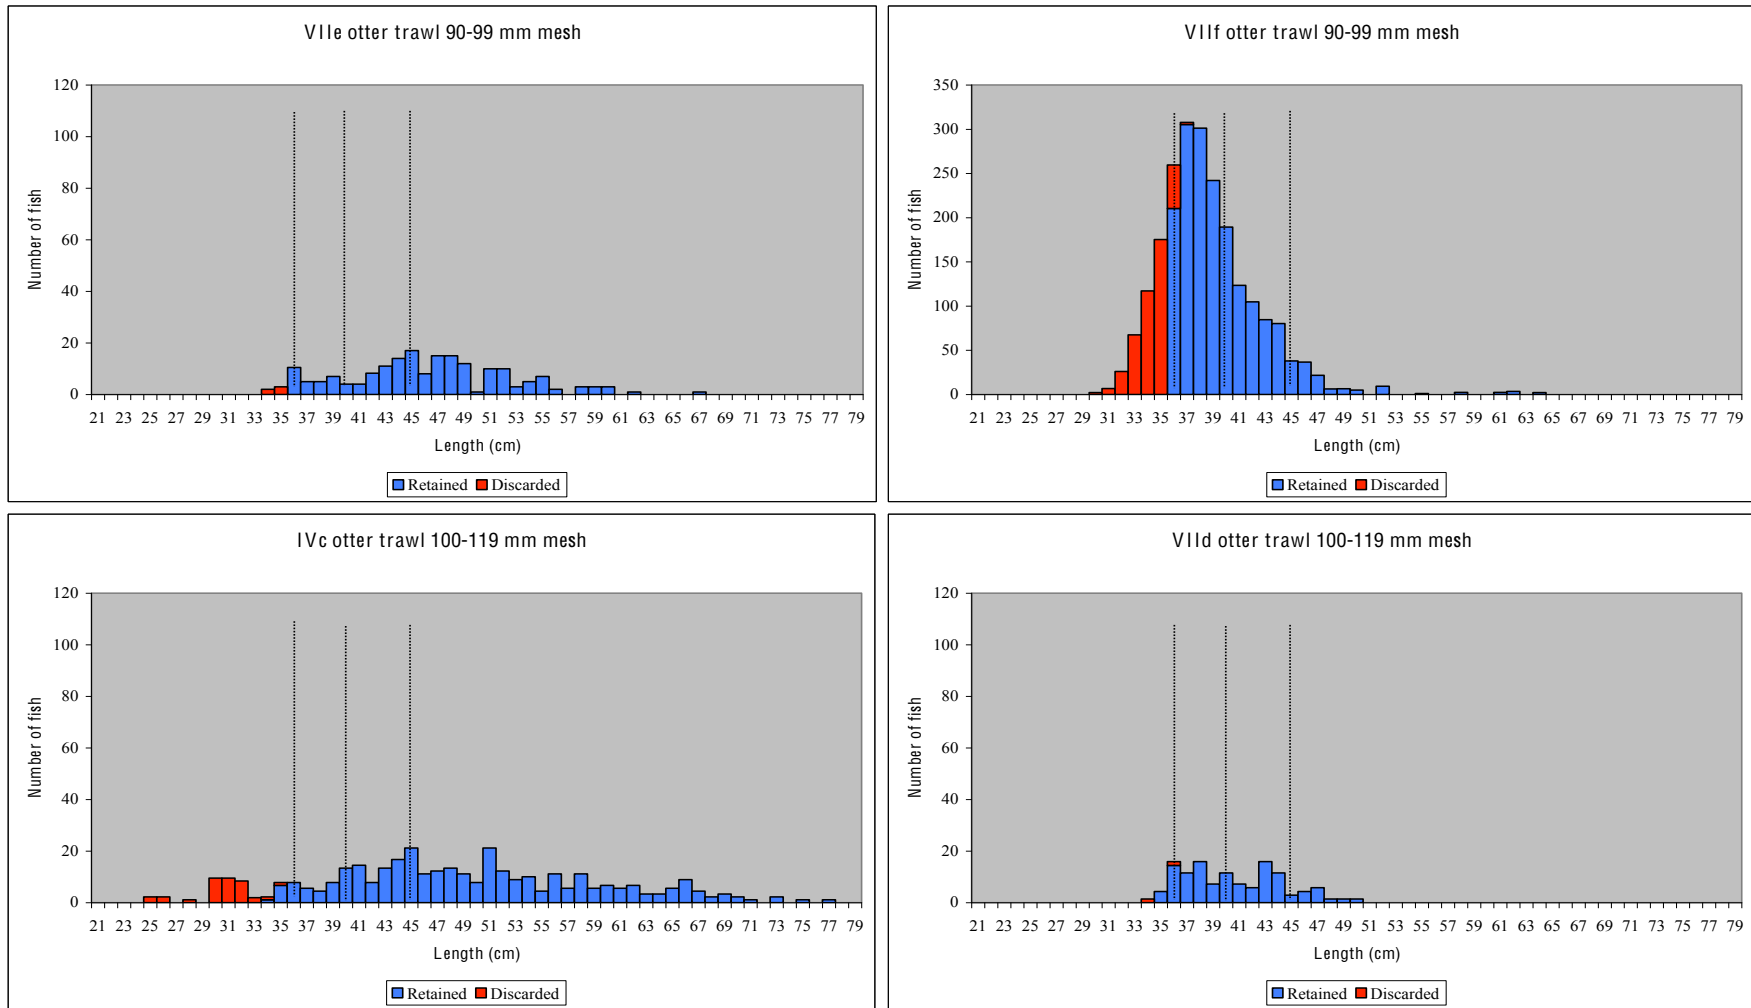 VIIe otter trawl 90-99 mm mesh
Number of fish
120
100
80
60
40
20
0
21 23 25 27 29 31 33 35 37 39 41 43 45 47 49 51 53 55 57 59 61 63 65 67 69 71 73 75 77 79
Length (cm)
Retained Discarded
VIIf otter trawl 90-99 mm mesh
Number of fish
350
300
250
200
150
100
50
0
21 23 25 27 29 31 33 35 37 39 41 43 45 47 49 51 53 55 57 59 61 63 65 67 69 71 73 75 77 79
Length (cm)
Retained Discarded
IVc otter trawl 100-119 mm mesh
Number of fish
120
100
80
60
40
20
0
21 23 25 27 29 31 33 35 37 39 41 43 45 47 49 51 53 55 57 59 61 63 65 67 69 71 73 75 77 79
Length (cm)
Retained Discarded
VIId otter trawl 100-119 mm mesh
Number of fish
120
100
80
60
40
20
0
21 23 25 27 29 31 33 35 37 39 41 43 45 47 49 51 53 55 57 59 61 63 65 67 69 71 73 75 77 79
Length (cm)
Retained Discarded